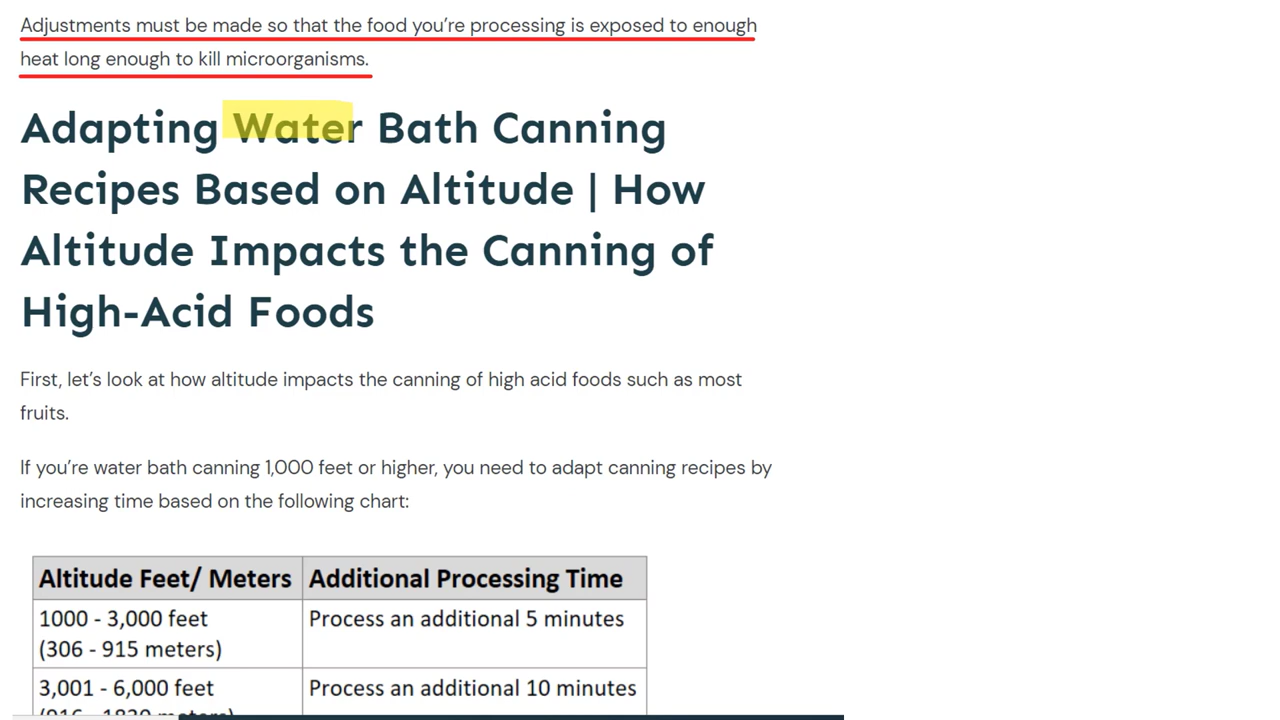 Adjustments must be made so that the food you’re processing is exposed to enough
heat long enough to kill microorganisms.
Adapting Water Bath Canning
Recipes Based on Altitude | How
Altitude Impacts the Canning of
High-Acid Foods
First, let’s look at how altitude impacts the canning of high acid foods such as most
fruits.
If you’re water bath canning 1,000 feet or higher, you need to adapt canning recipes by
increasing time based on the following chart:
Altitude Feet/ Meters Additional Processing Time
1000 - 3,000 feet Process an additional 5 minutes
(306 - 915 meters)
3,001 - 6,000 feet Process an additional 10 minutes
(916 - 1830 meters)